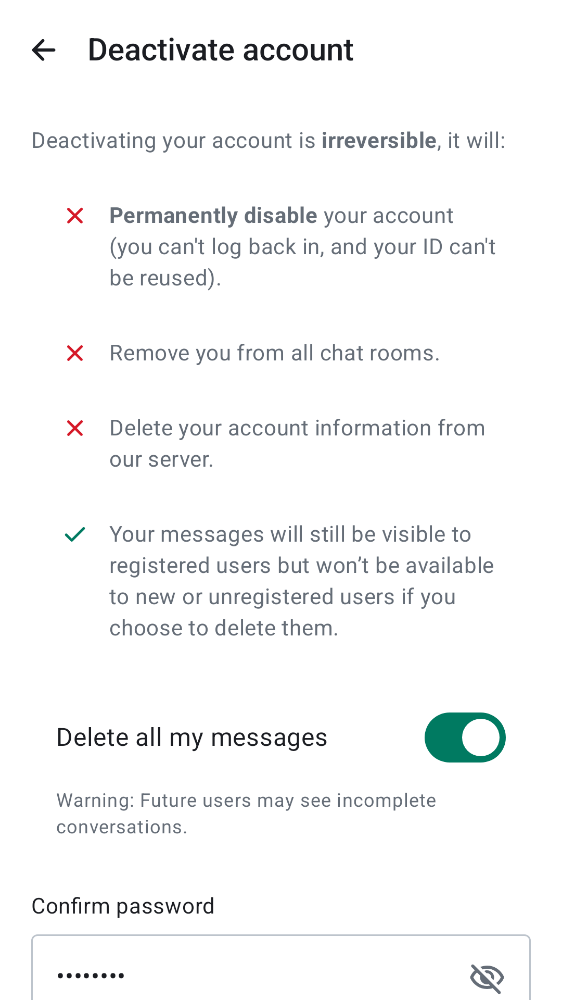 Deactivate account
Deactivating your account is irreversible, it will:
Permanently disable your account
(you can't log back in, and your ID can't
be reused).
Remove you from all chat rooms.
Delete your account information from
our server.
Your messages will still be visible to
registered users but won’t be available
to new or unregistered users if you
choose to delete them.
Delete all my messages
Warning: Future users may see incomplete
conversations.
Confirm password
••••••••